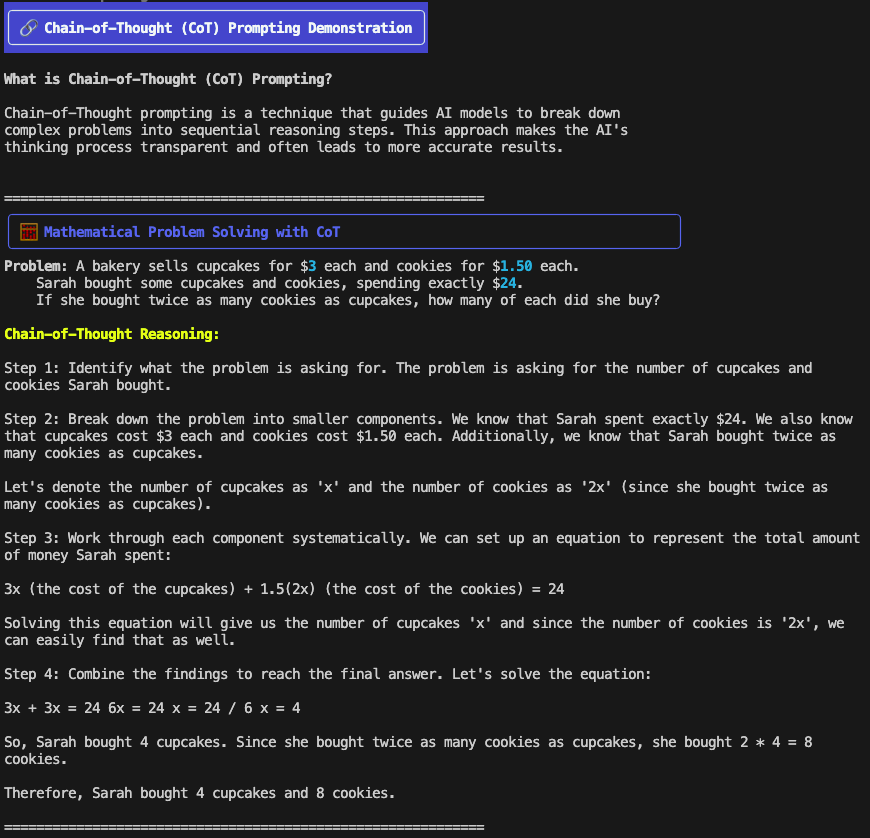 🔗 Chain-of-Thought (CoT) Prompting Demonstration
What is Chain-of-Thought (CoT) Prompting?
Chain-of-Thought prompting is a technique that guides AI models to break down
complex problems into sequential reasoning steps. This approach makes the AI's
thinking process transparent and often leads to more accurate results.
============================================================
🧮 Mathematical Problem Solving with CoT
Problem: A bakery sells cupcakes for $3 each and cookies for $1.50 each.
    Sarah bought some cupcakes and cookies, spending exactly $24.
    If she bought twice as many cookies as cupcakes, how many of each did she buy?
Chain-of-Thought Reasoning:
Step 1: Identify what the problem is asking for. The problem is asking for the number of cupcakes and
cookies Sarah bought.
Step 2: Break down the problem into smaller components. We know that Sarah spent exactly $24. We also know
that cupcakes cost $3 each and cookies cost $1.50 each. Additionally, we know that Sarah bought twice as
many cookies as cupcakes.
Let's denote the number of cupcakes as 'x' and the number of cookies as '2x' (since she bought twice as
many cookies as cupcakes).
Step 3: Work through each component systematically. We can set up an equation to represent the total amount
of money Sarah spent:
3x (the cost of the cupcakes) + 1.5(2x) (the cost of the cookies) = 24
Solving this equation will give us the number of cupcakes 'x' and since the number of cookies is '2x', we
can easily find that as well.
Step 4: Combine the findings to reach the final answer. Let's solve the equation:
3x + 3x = 24 6x = 24 x = 24 / 6 x = 4
So, Sarah bought 4 cupcakes. Since she bought twice as many cookies as cupcakes, she bought 2 * 4 = 8
cookies.
Therefore, Sarah bought 4 cupcakes and 8 cookies.
============================================================